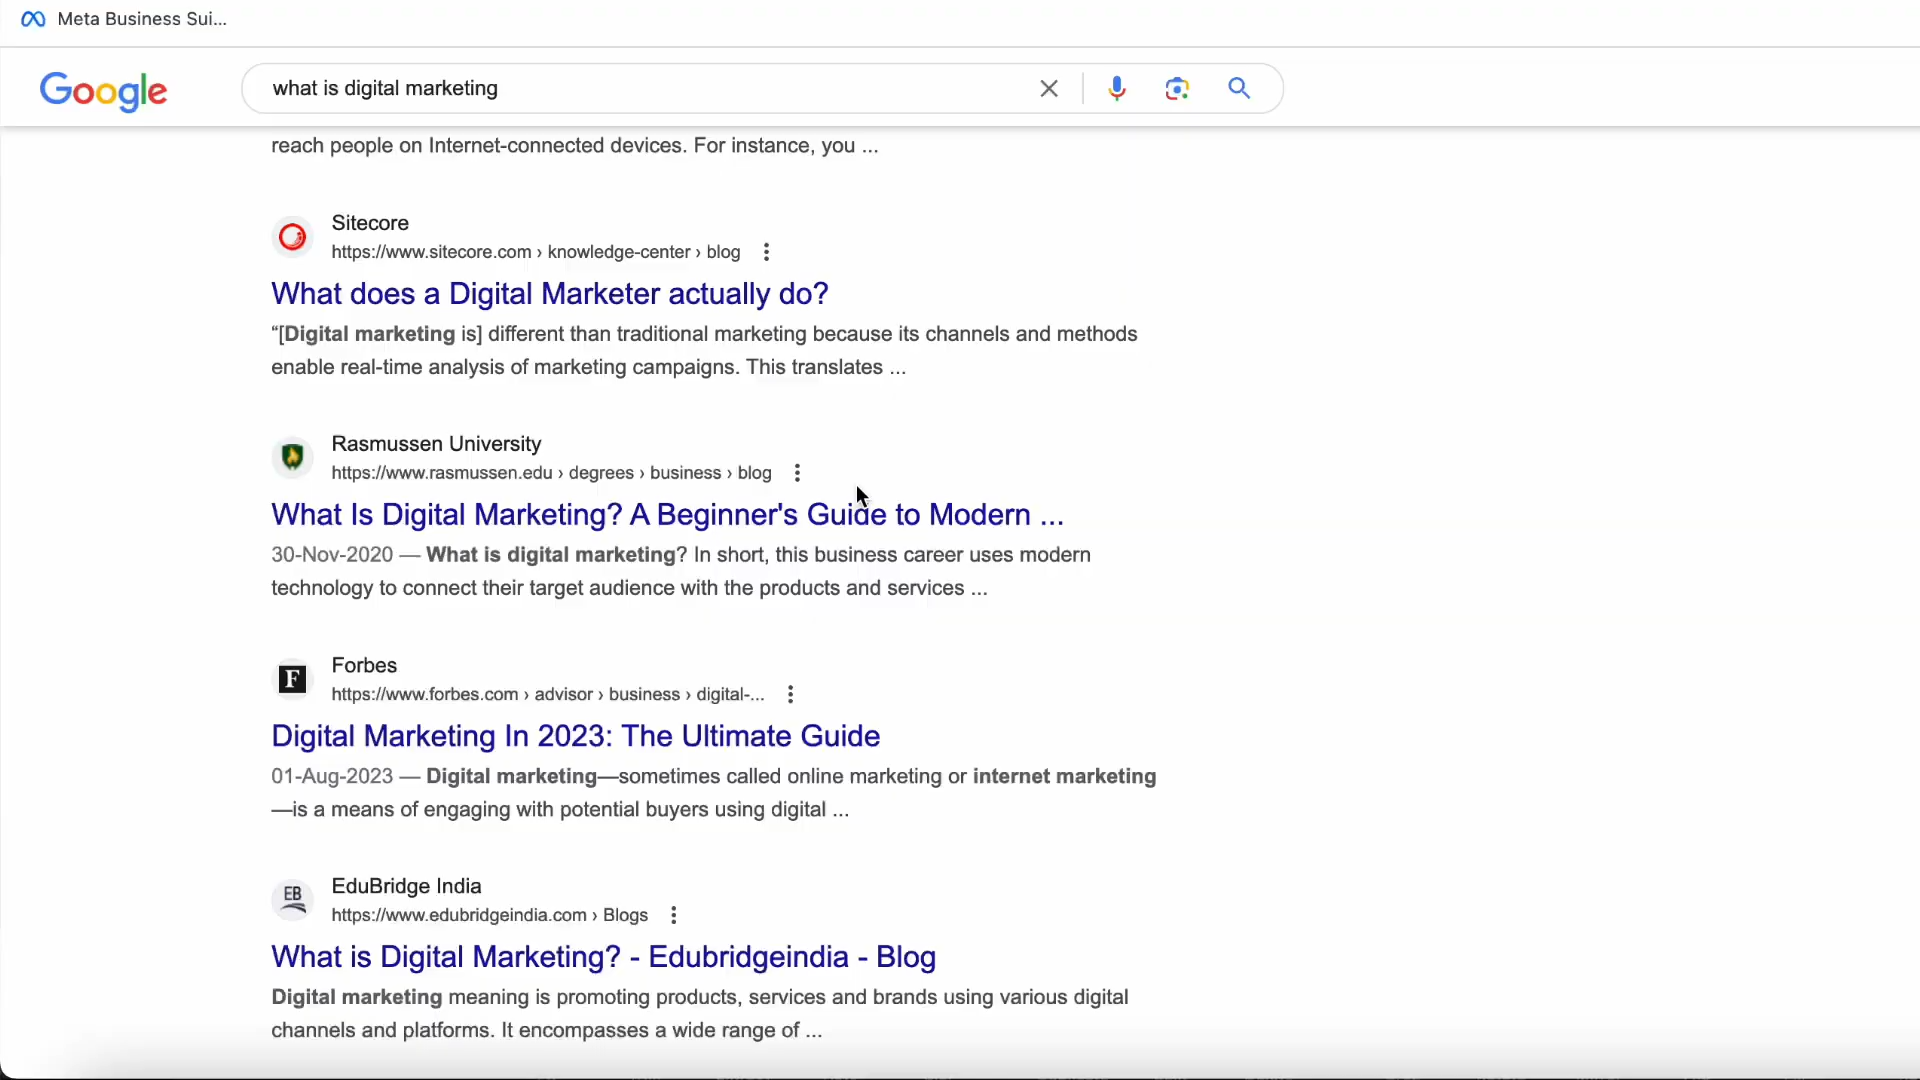 Meta Business Sui...
Google
what is digital marketing
reach people on Internet-connected devices. For instance, you ...
Sitecore
https://www.sitecore.com › knowledge-center › blog
What does a Digital Marketer actually do?
“[Digital marketing is] different than traditional marketing because its channels and methods
enable real-time analysis of marketing campaigns. This translates ...
Rasmussen University
https://www.rasmussen.edu › degrees › business › blog
What Is Digital Marketing? A Beginner's Guide to Modern ...
30-Nov-2020 — What is digital marketing? In short, this business career uses modern
technology to connect their target audience with the products and services ...
F
Forbes
https://www.forbes.com › advisor › business › digital-...
Digital Marketing In 2023: The Ultimate Guide
01-Aug-2023 — Digital marketing—sometimes called online marketing or internet marketing
—is a means of engaging with potential buyers using digital ...
EB
EduBridge India
https://www.edubridgeindia.com › Blogs
What is Digital Marketing? - Edubridgeindia - Blog
Digital marketing meaning is promoting products, services and brands using various digital
channels and platforms. It encompasses a wide range of ...